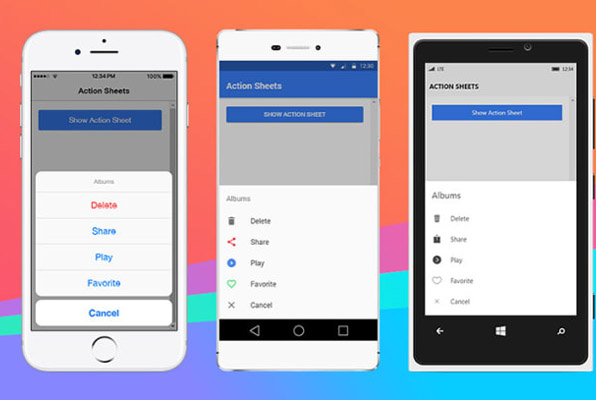 12:34 PM
100%
Action Sheets
Show Action Sheet
Albums
Delete
Share
Play
Favorite
Cancel
12:30
Action Sheets
SHOW ACTION SHEET
Albums
Delete
Share
Play
Favorite
Cancel
LTE
12:34
ACTION SHEETS
Show Action Sheet
Albums
Delete
Share
Play
Favorite
Cancel